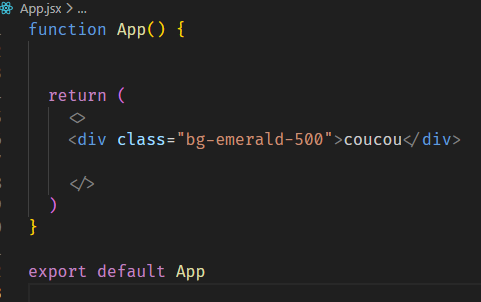 App.jsx > ...
function App() {
return (
<>
<div class="bg-emerald-500">coucou</div>
</>
)
}
export default App